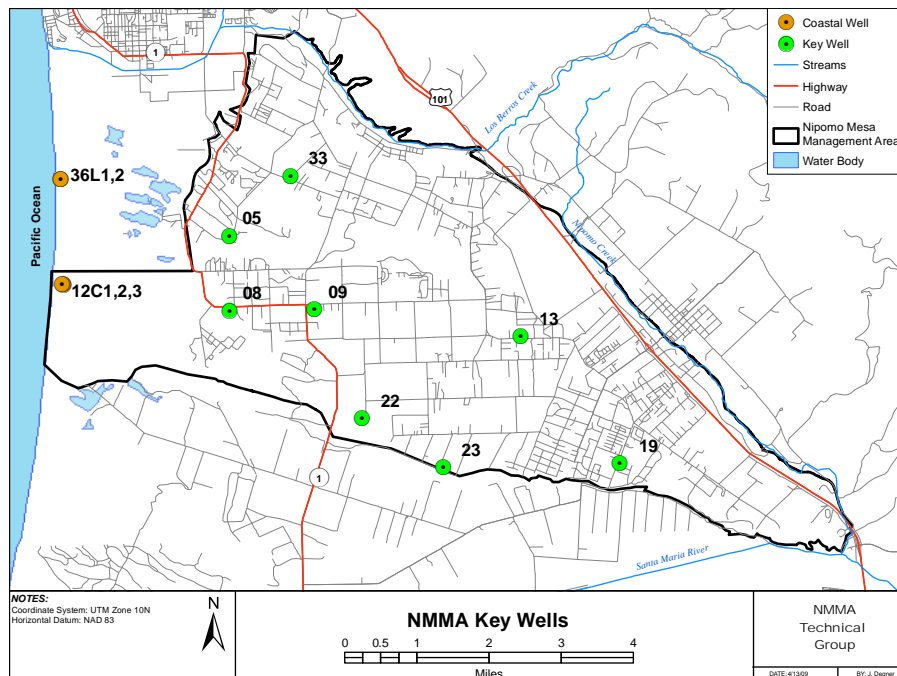 1
Coastal Well
Key Well
Streams
Highway
Road
Nipomo Mesa
Management Area
Water Body
101
Los Berros Creek
33
36L1,2
05
Pacific Ocean
Nipomo Creek
12C1,2,3
08
09
13
22
23
19
1
Santa Maria River
NOTES:
Coordinate System: UTM Zone 10N
Horizontal Datum: NAD 83
N
NMMA Key Wells
0 0.5 1 2 3 4
Miles
NMMA
Technical
Group
DATE:4/13/09
BY: J. Degner